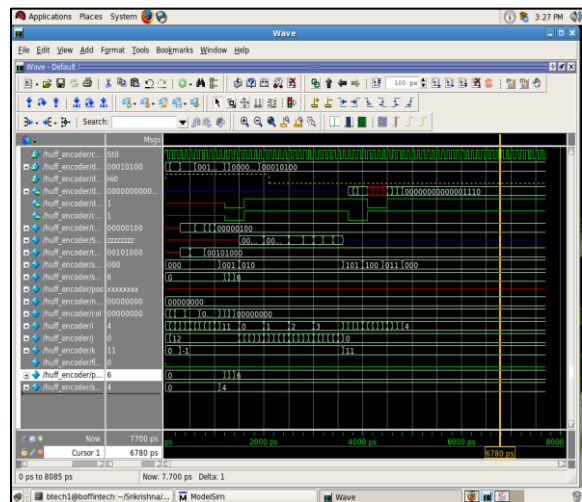 Applications Places System 3:27 PM
Wave
File Edit View Add Format Tools Bookmarks Window Help
Wave - Default
100 ps
Search:
Msgs
/huff_encoder/c... St0
/huff_encoder/d... 00010100 [001... 0000... 00010100
/huff_encoder/d... Hi0
/huff_encoder/d... 0000000000... 00000000000001110
/huff_encoder/d... 1
/huff_encoder/c... 1
/huff_encoder/t... 00000100 00000100
/huff_encoder/S... zzzzzzzz 00... 00...
/huff_encoder/t... 00101000 00101000
/huff_encoder/s... 000 000 001 010 101 100 011 000
/huff_encoder/s... 6 0 6
/huff_encoder/pos xxxxxxxx
/huff_encoder/n... 00000000 00000000
/huff_encoder/col 00000000 0... 00000000
/huff_encoder/i 4 11 0 1 2 3 4
/huff_encoder/j 0 12 0
/huff_encoder/k 11 0 -1 11
/huff_encoder/fl... 0
/huff_encoder/p... 6 0 6
/huff_encoder/s... 4 0 4
Now 7700 ps ps 2000 ps 4000 ps 6000 ps 8000
Cursor 1 6780 ps 6780 ps
0 ps to 8085 ps Now: 7,700 ps Delta: 1
btech1@boffintech:~/Srikrishna/... ModelSim Wave